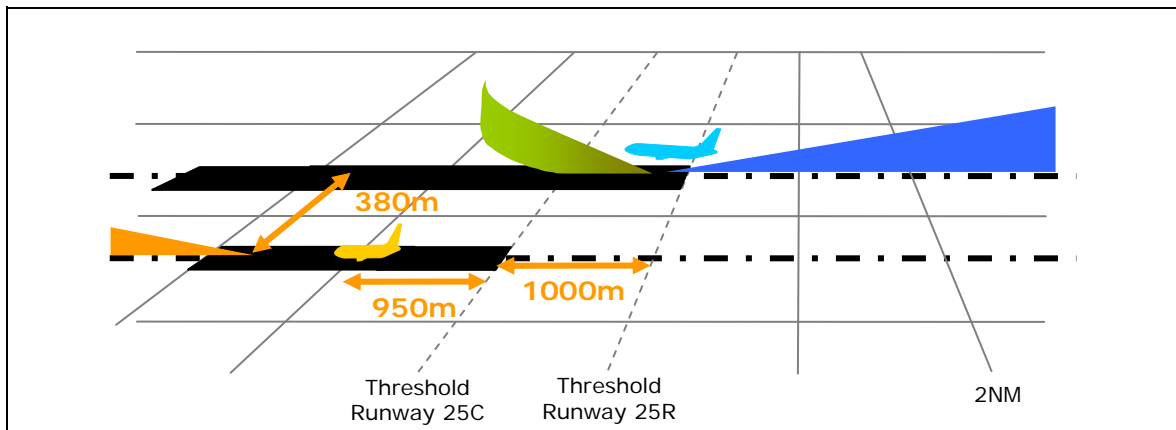 380m
950m
1000m
Threshold
Runway 25C
Threshold
Runway 25R
2NM